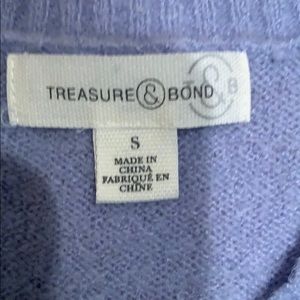 TREASURE & BOND
& B
S
MADE IN
CHINA
FABRIQUÉ EN
CHINE